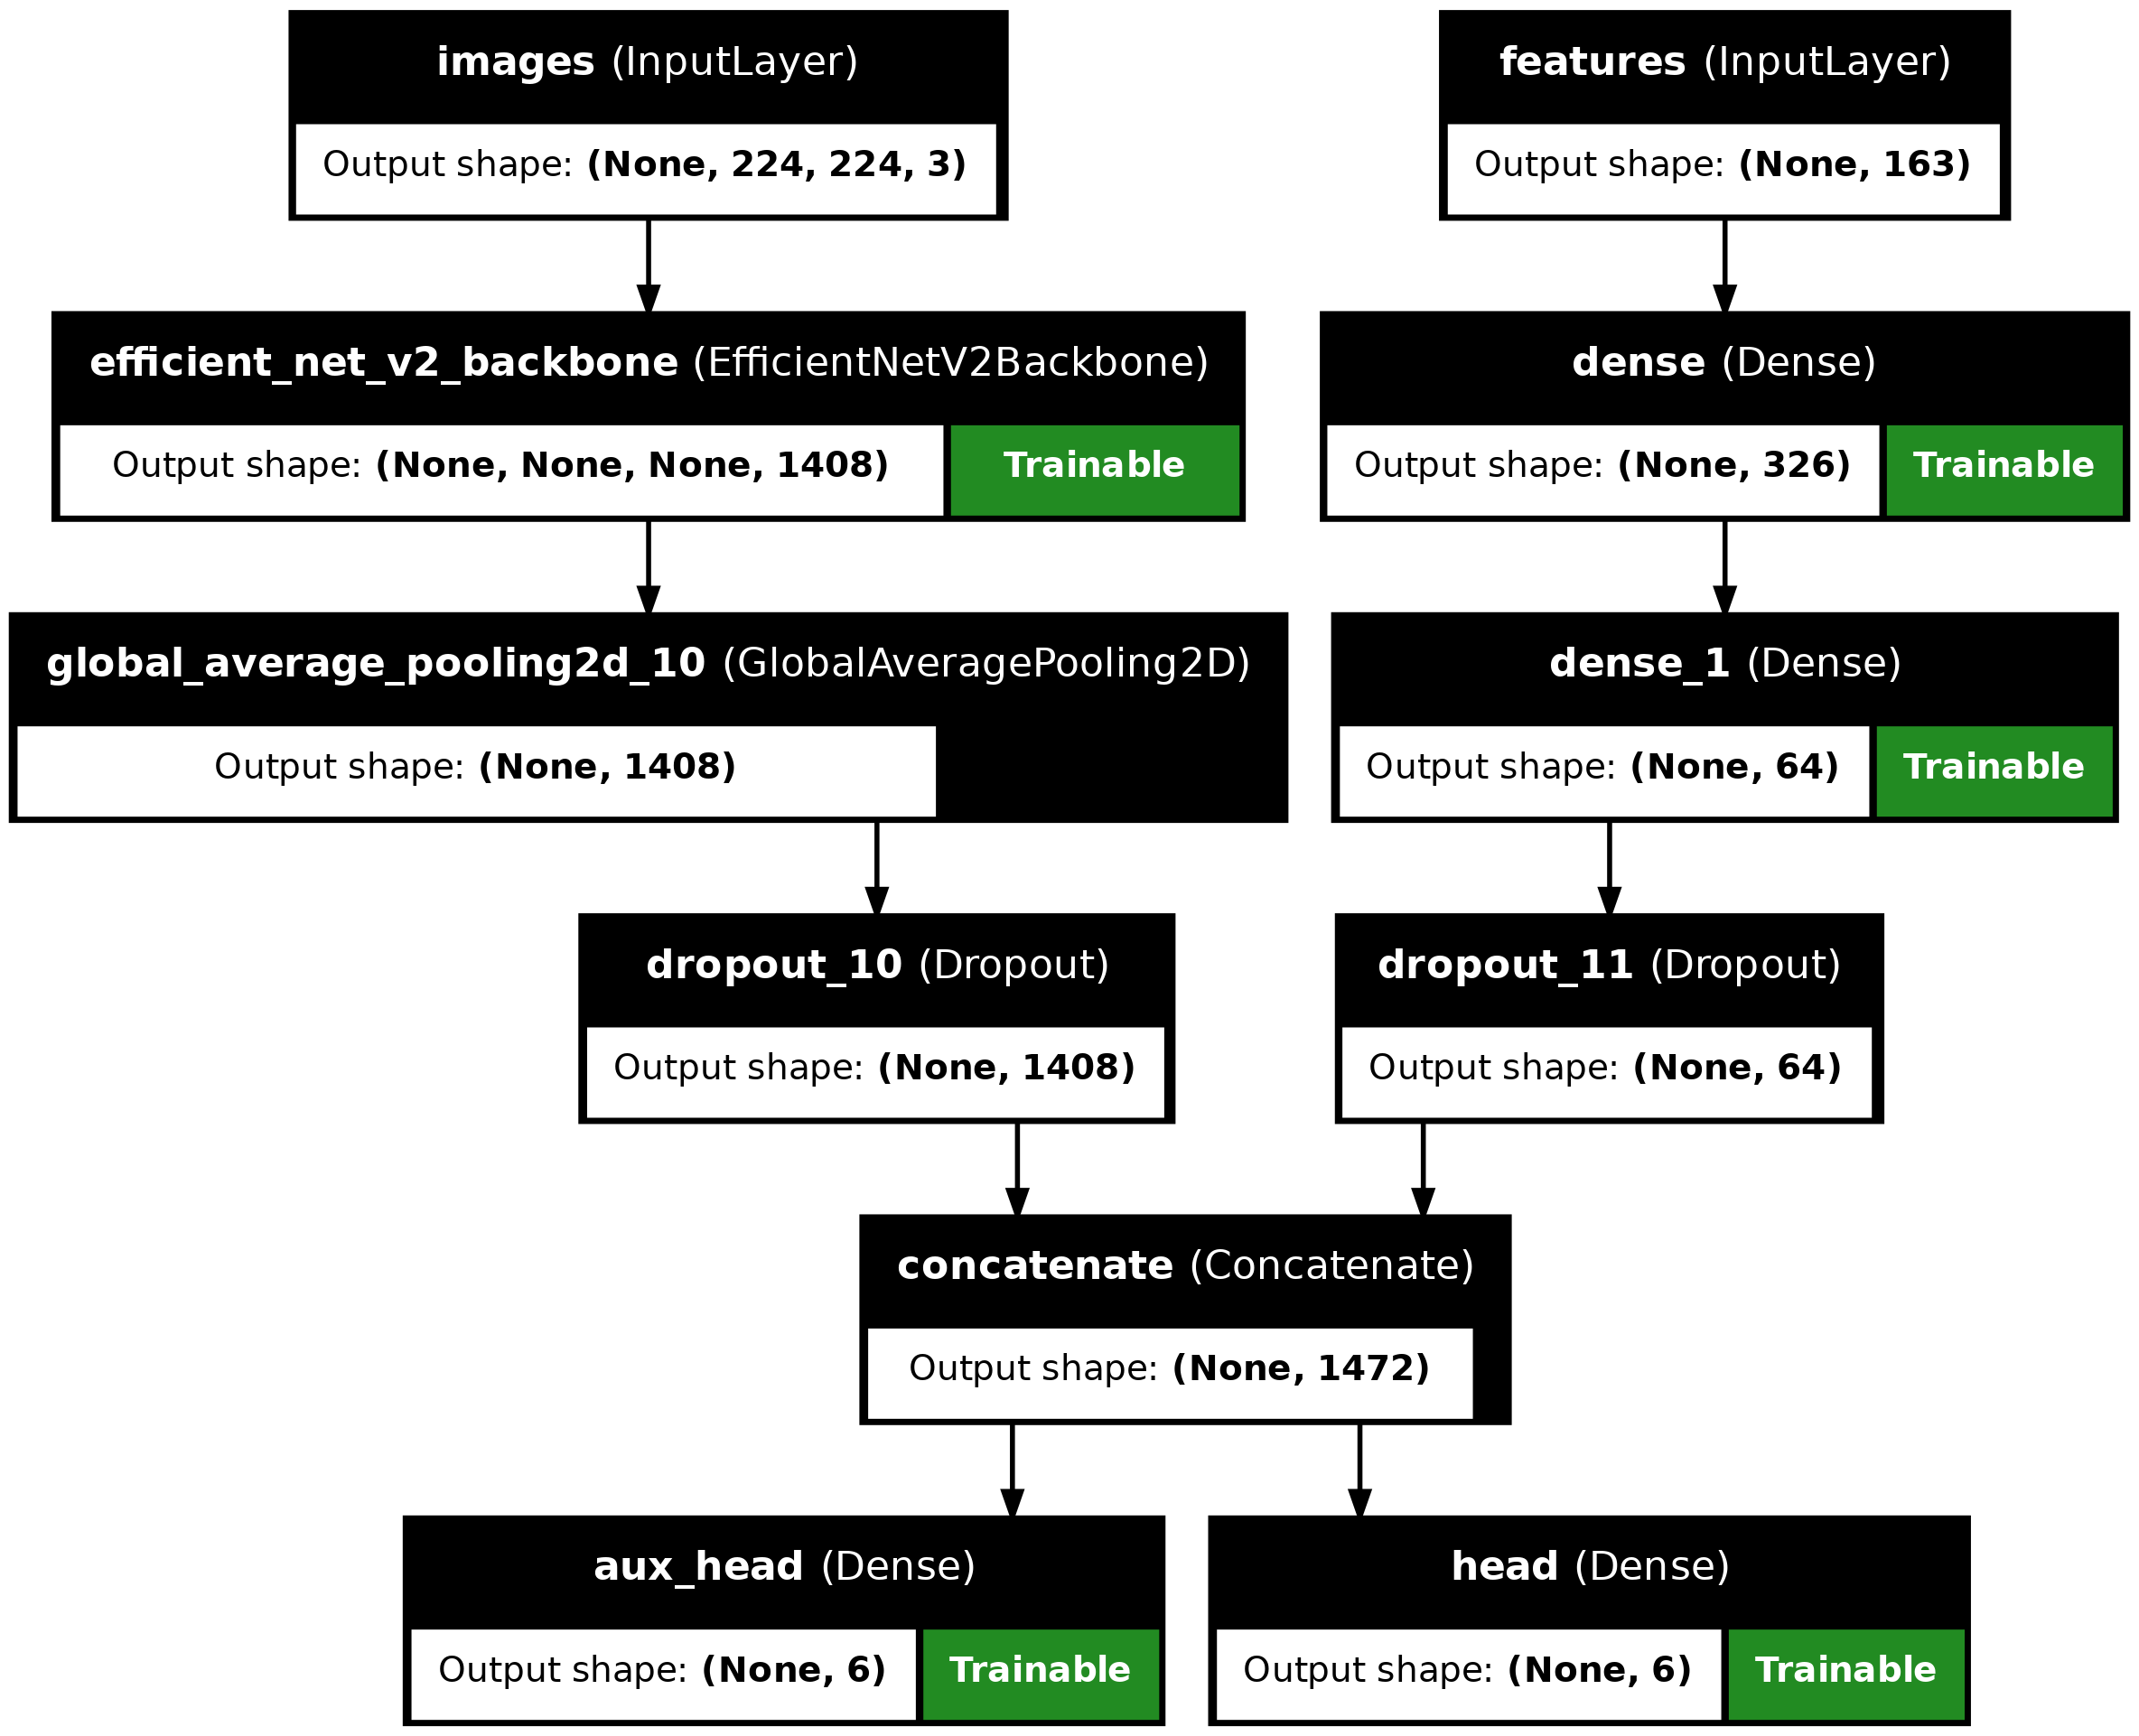 images (InputLayer)
Output shape: (None, 224, 224, 3)
features (InputLayer)
Output shape: (None, 163)
efficient_net_v2_backbone (EfficientNetV2Backbone)
Output shape: (None, None, None, 1408)
Trainable
dense (Dense)
Output shape: (None, 326)
Trainable
global_average_pooling2d_10 (GlobalAveragePooling2D)
Output shape: (None, 1408)
dense_1 (Dense)
Output shape: (None, 64)
Trainable
dropout_10 (Dropout)
Output shape: (None, 1408)
dropout_11 (Dropout)
Output shape: (None, 64)
concatenate (Concatenate)
Output shape: (None, 1472)
aux_head (Dense)
Output shape: (None, 6)
Trainable
head (Dense)
Output shape: (None, 6)
Trainable